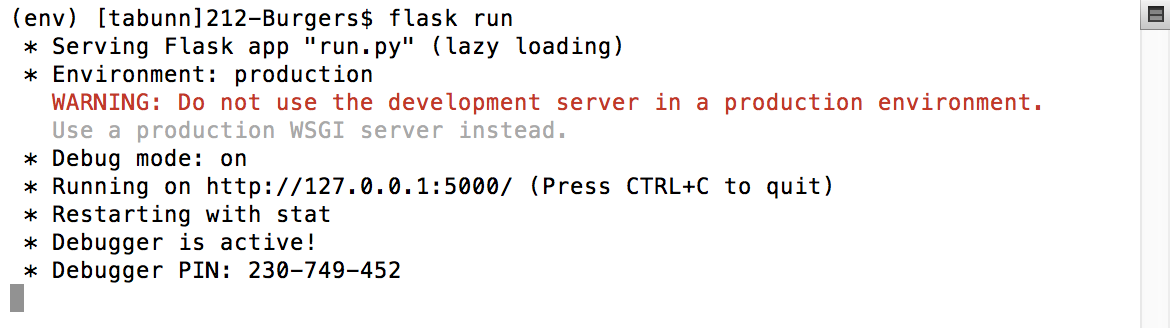 (env) [tabunn]212-Burgers$ flask run
* Serving Flask app "run.py" (lazy loading)
* Environment: production
WARNING: Do not use the development server in a production environment.
Use a production WSGI server instead.
* Debug mode: on
* Running on http://127.0.0.1:5000/ (Press CTRL+C to quit)
* Restarting with stat
* Debugger is active!
* Debugger PIN: 230-749-452